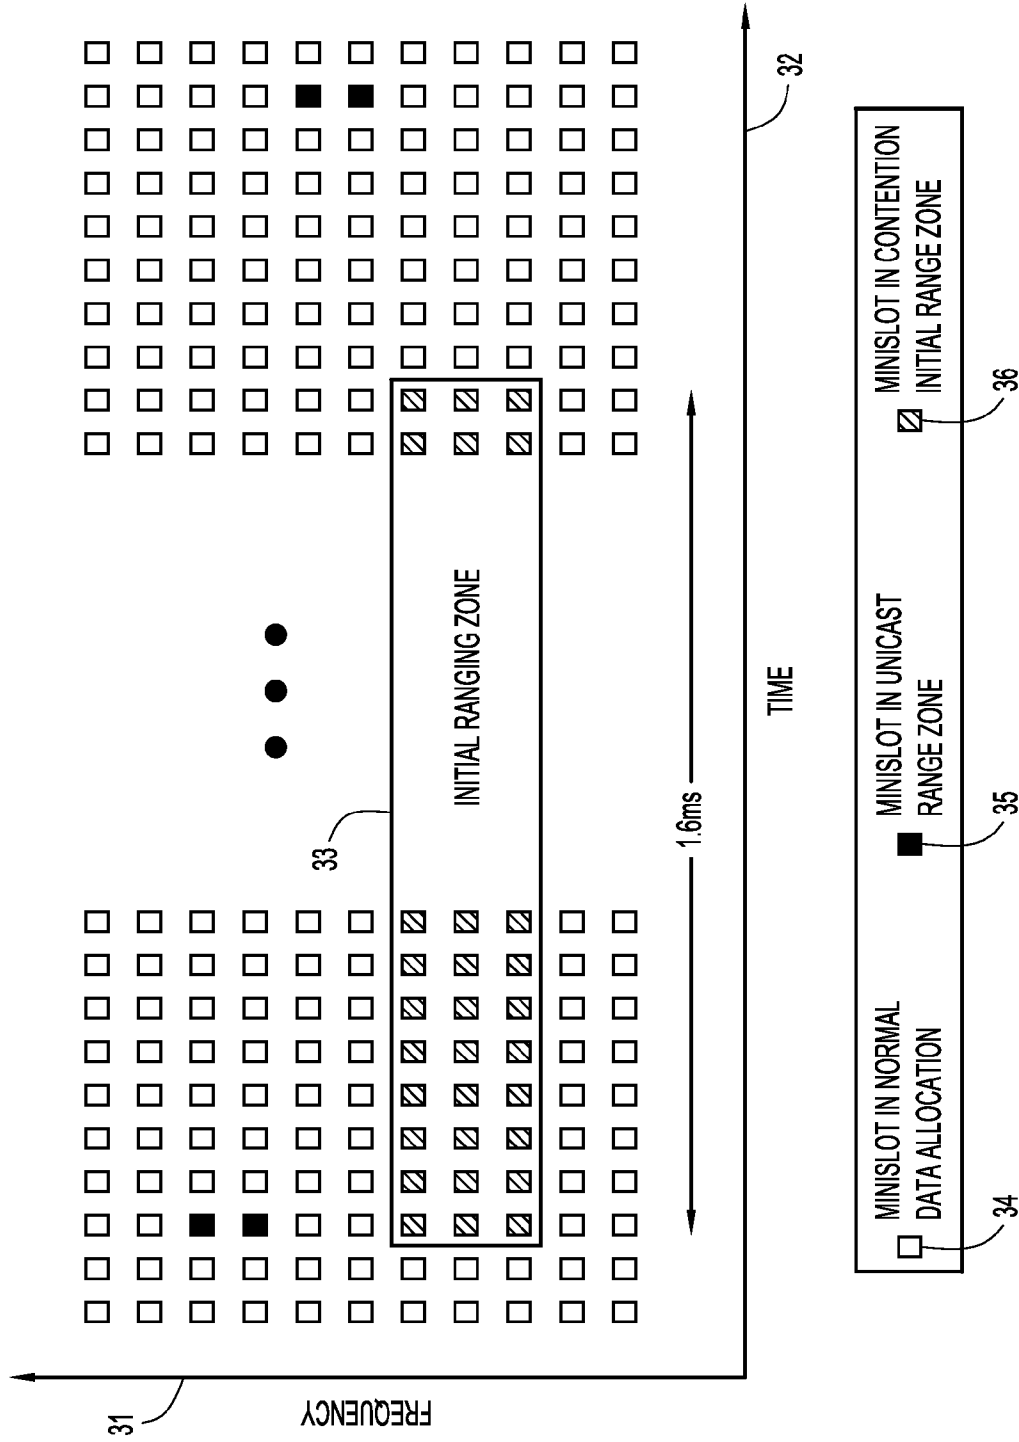 31
FREQUENCY
33
INITIAL RANGING ZONE
1.6ms
TIME
32
MINISLOT IN NORMAL
DATA ALLOCATION
34
MINISLOT IN UNICAST
RANGE ZONE
35
MINISLOT IN CONTENTION
INITIAL RANGE ZONE
36